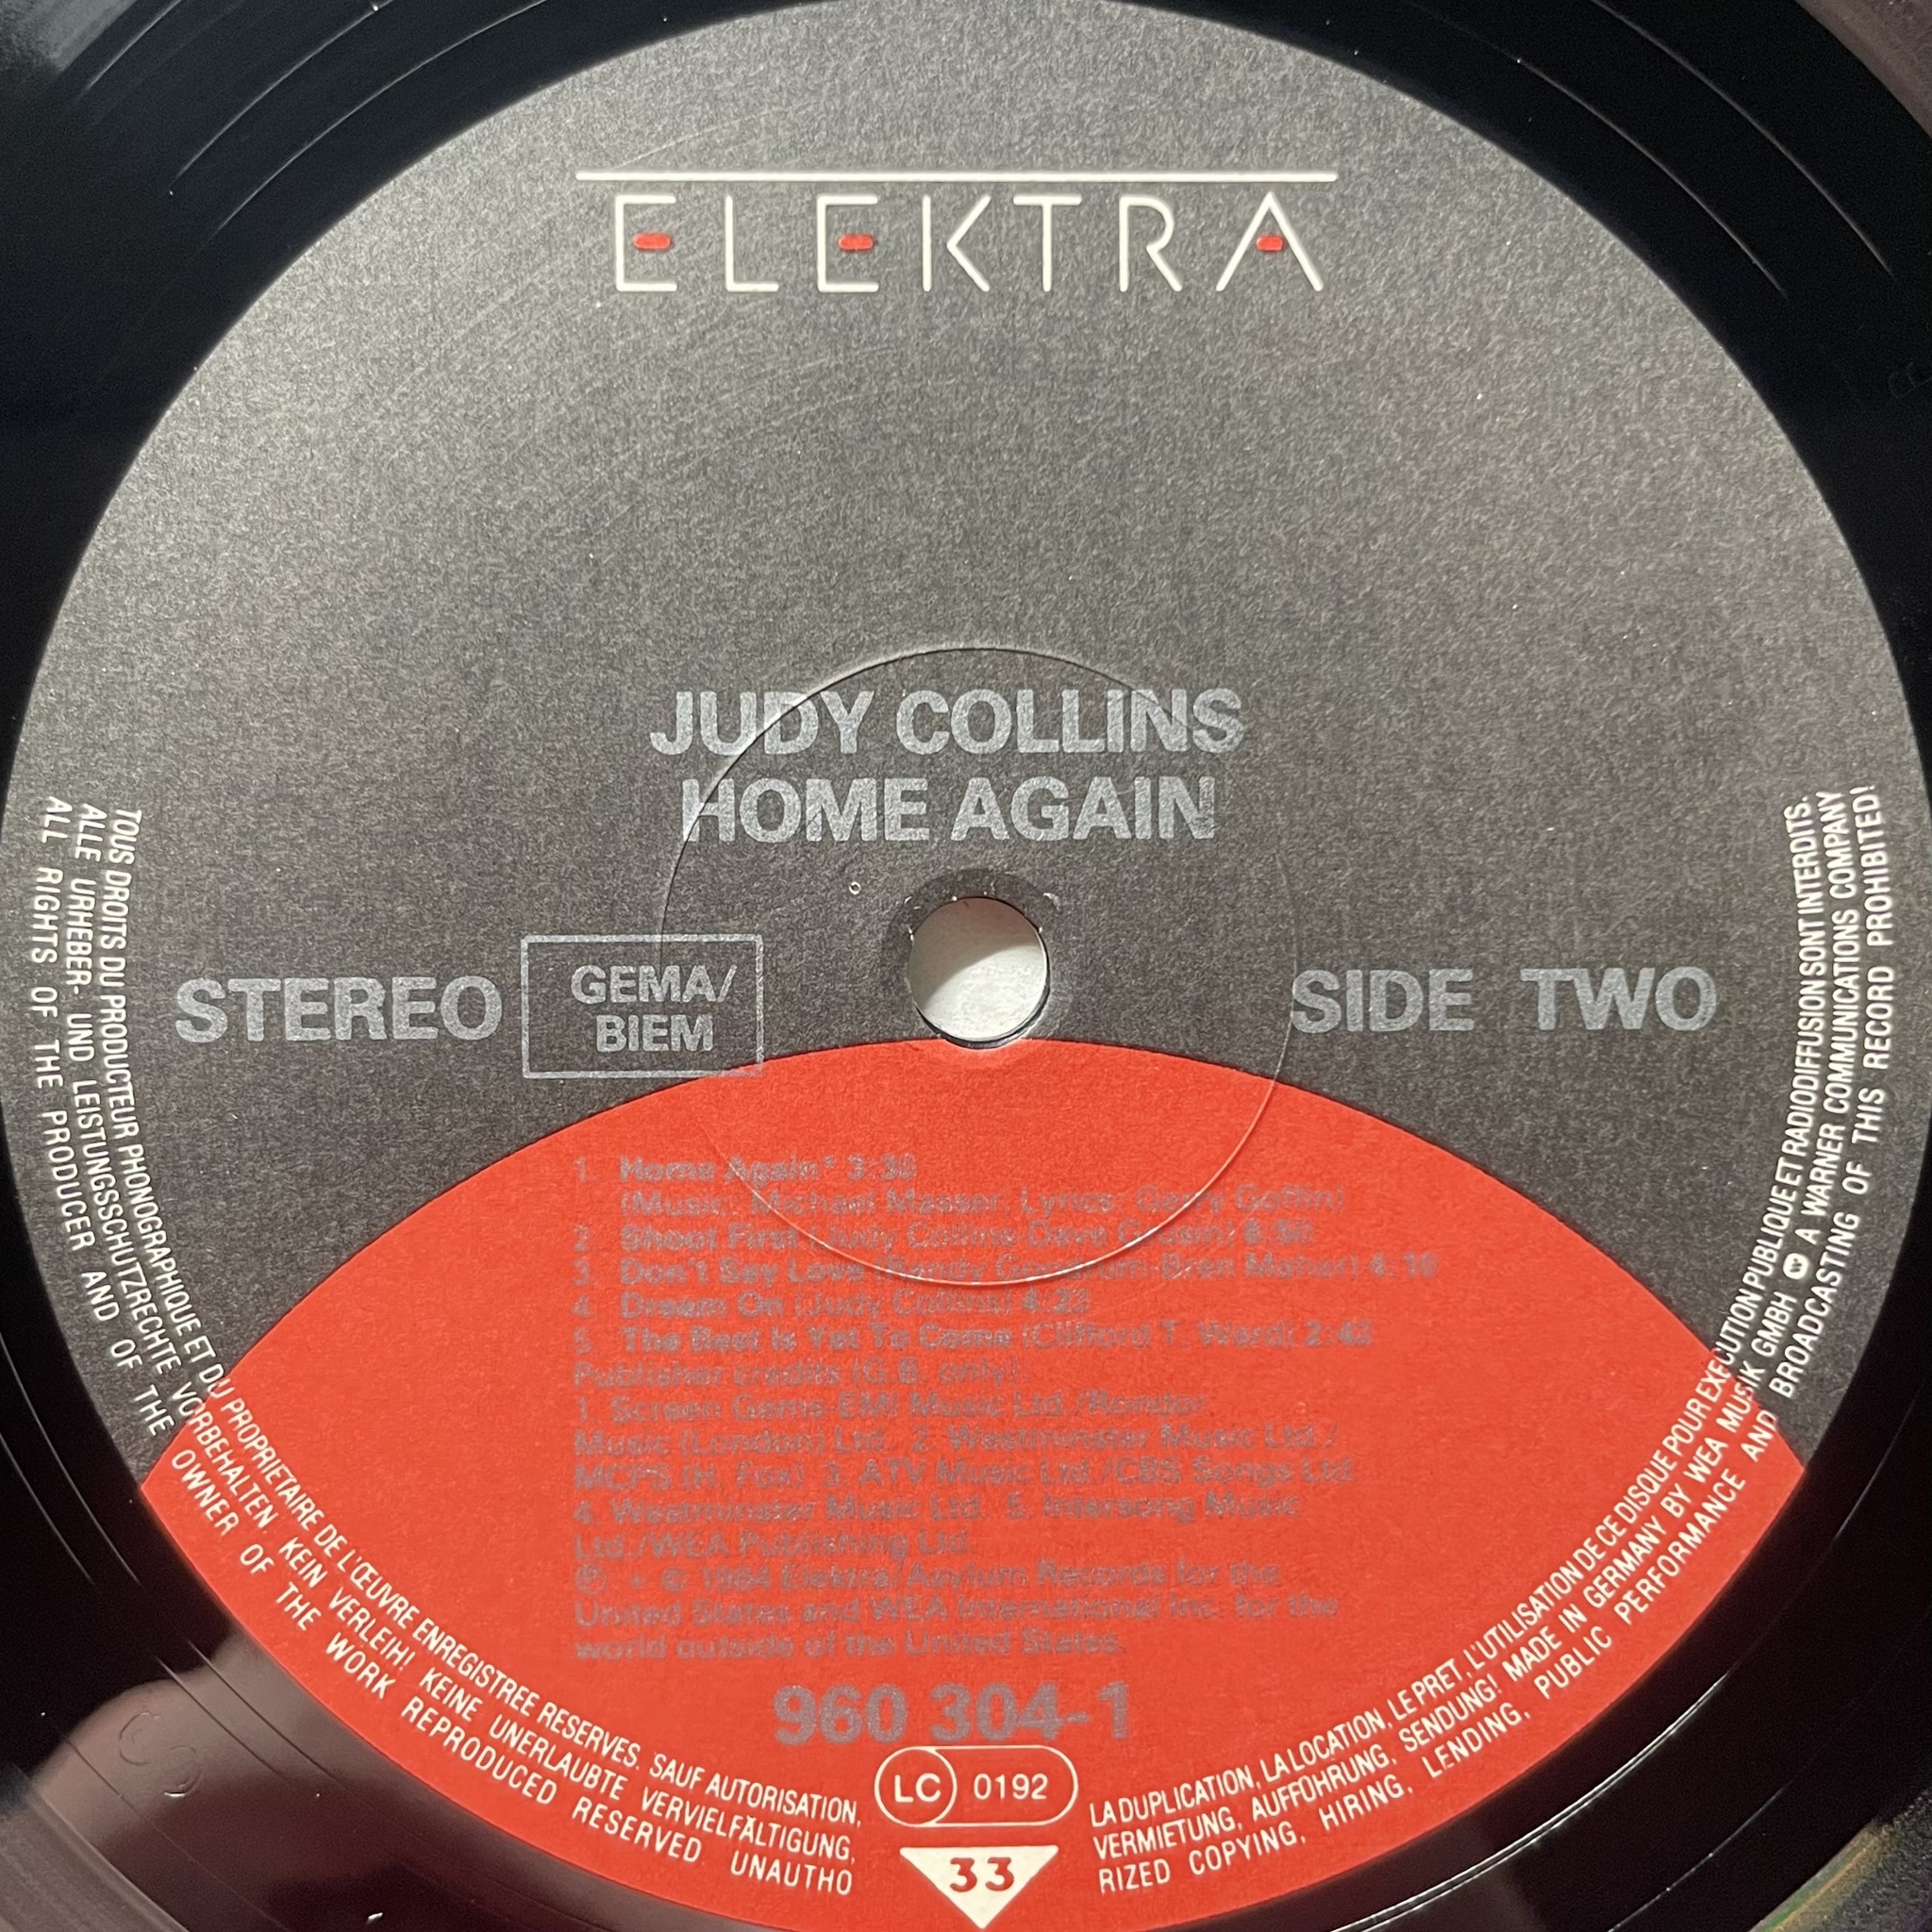 ELEKTRA
JUDY COLLINS
HOME AGAIN
STEREO
GEMA/
BIEM
SIDE TWO
1. Home Again* 3:30
(Music: Michael Masser, Lyrics: Gerry Goffin)
2. Shoot First (Judy Collins-Dave Grusin)
3. Don't Say Love (Randy Goodrum-Bren Maher) 4:10
4. Dream On (Judy Collins) 4:23
5. The Best Is Yet To Come (Clifford T. Ward) 2:42
Publisher credits (G.B. only):
1. Screen Gems-EMI Music Ltd./Rondor
Music (London) Ltd. 2. Westminster Music Ltd./
MCPS (H. Fox) 3. ATV Music Ltd./CBS Songs Ltd.
4. Westminster Music Ltd. 5. Intersong Music
Ltd./WEA Publishing Ltd.
℗ + © 1984 Elektra/Asylum Records for the
United States and WEA International Inc. for the
world outside of the United States.
960 304-1
LC 0192
33
TOUS DROITS DU PRODUCTEUR PHONOGRAPHIQUE ET DU PROPRIETAIRE DE L'ŒUVRE ENREGISTREE RESERVES. SAUF AUTORISATION, LA DUPLICATION, LA LOCATION, LE PRET, L'UTILISATION DE CE DISQUE POUR EXECUTION PUBLIQUE ET RADIODIFFUSION SONT INTERDITS.
ALLE URHEBER- UND LEISTUNGSSCHUTZRECHTE VORBEHALTEN. KEIN VERLEIH! KEINE UNERLAUBTE VERVIELFÄLTIGUNG, VERMIETUNG, AUFFÜHRUNG, SENDUNG! MADE IN GERMANY BY WEA MUSIK GMBH A WARNER COMMUNICATIONS COMPANY
ALL RIGHTS OF THE PRODUCER AND OF THE OWNER OF THE WORK REPRODUCED RESERVED UNAUTHORIZED COPYING, HIRING, LENDING, PUBLIC PERFORMANCE AND BROADCASTING OF THIS RECORD PROHIBITED!